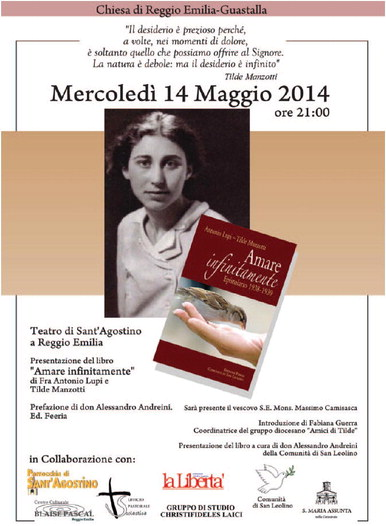 Chiesa di Reggio Emilia-Guastalla
"Il desiderio è prezioso perché,
a volte, nei momenti di dolore,
è soltanto quello che possiamo offrire al Signore.
La natura è debole: ma il desiderio è infinito"
Tilde Manzotti
Mercoledì 14 Maggio 2014
ore 21:00
Antonio Lupi - Tilde Manzotti
Amare
infinitamente
Epistolario 1938-1939
Teatro di Sant'Agostino
a Reggio Emilia
Presentazione del libro
"Amare infinitamente"
di Fra Antonio Lupi e
Tilde Manzotti
Prefazione di don Alessandro Andreini.
Ed. Feeria
Sarà presente il vescovo S.E. Mons. Massimo Camisasca
Introduzione di Fabiana Guerra
Coordinatrice del gruppo diocesano "Amici di Tilde"
Presentazione del libro a cura di don Alessandro Andreini
della Comunità di San Leolino
in Collaborazione con:
Parrocchia di
SANT'AGOSTINO
Centro Culturale
BLAISE PASCAL
Reggio Emilia
SERVIZIO
PASTORALE
Scolastica
la Libertà
GRUPPO DI STUDIO
CHRISTIFIDELES LAICI
Comunità
di San Leolino
S. MARIA ASSUNTA